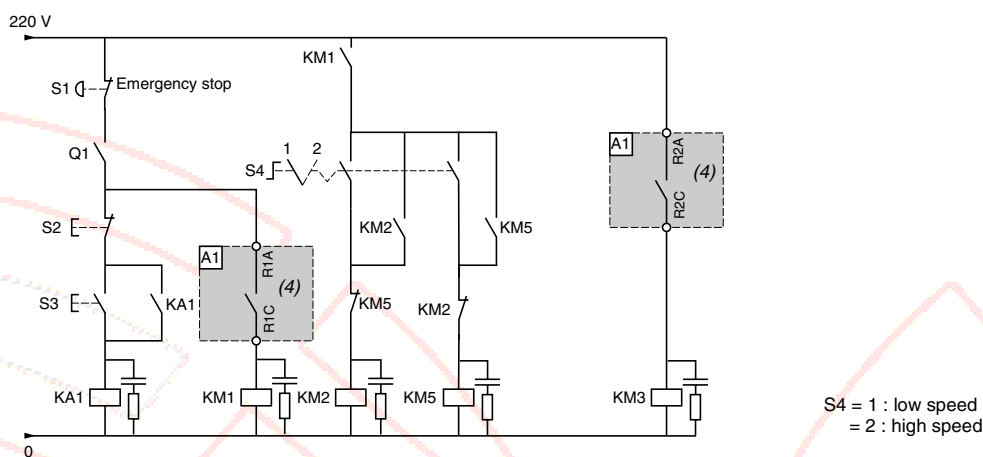 220 V
KM1
S1
Emergency stop
Q1
1 2
S4
A1
R2A
(4)
R2C
S2
KM2
KM5
A1
R1A
(4)
R1C
S3
KA1
KM5
KM2
KA1
KM1
KM2
KM5
KM3
S4 = 1 : low speed
= 2 : high speed
0